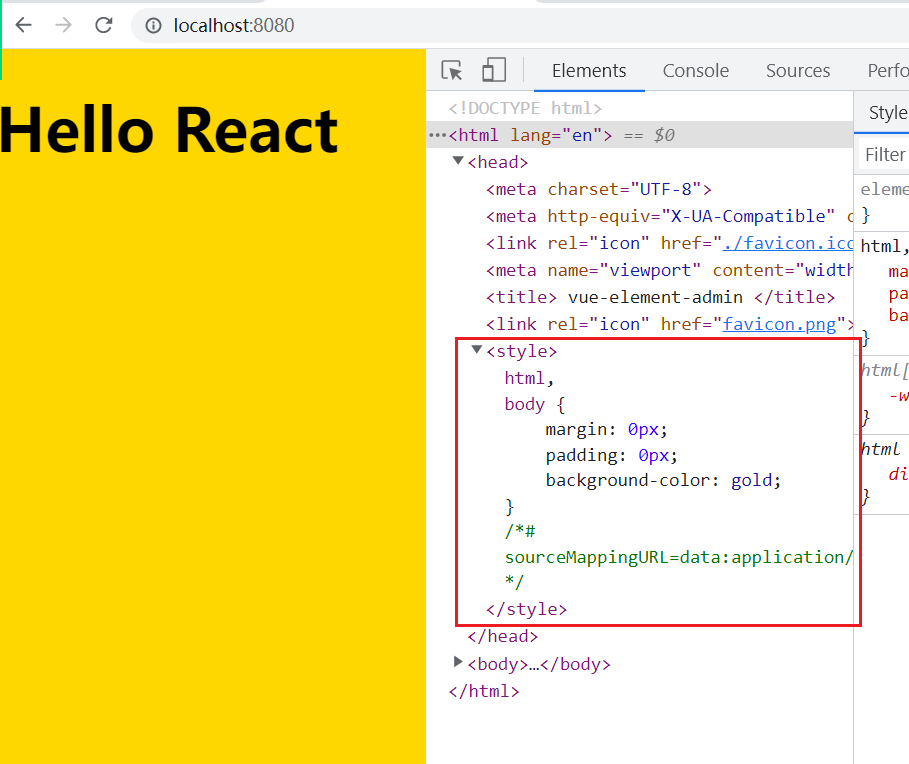 localhost:8080
Hello React
Elements Console Sources Perfo
<!DOCTYPE html>
···<html lang="en"> == $0
▼<head>
<meta charset="UTF-8">
<meta http-equiv="X-UA-Compatible" c
<link rel="icon" href="./favicon.ico
<meta name="viewport" content="width
<title> vue-element-admin </title>
<link rel="icon" href="favicon.png">
▼<style>
html,
body {
margin: 0px;
padding: 0px;
background-color: gold;
}
/*#
sourceMappingURL=data:application/
*/
</style>
</head>
▶<body>…</body>
</html>
Style
Filter
eleme
}
html,
ma
pa
ba
}
html[
-w
}
html
di
}